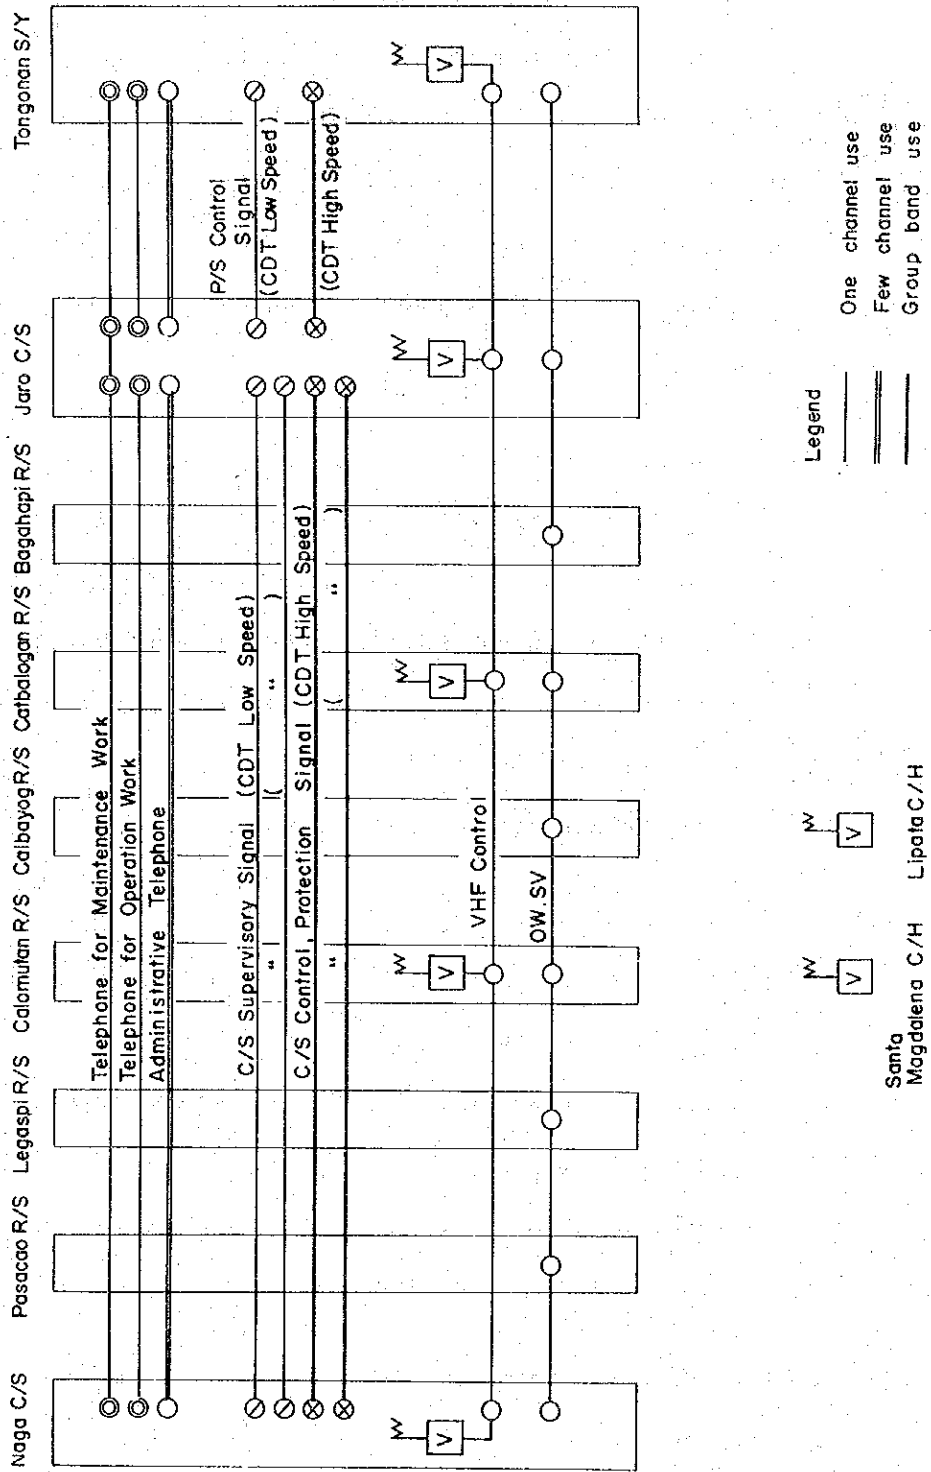 Naga C/S
Pasacao R/S
Legaspi R/S
Calomutan R/S
Calbayog R/S
Catbalogan R/S
Bagahapi R/S
Jaro C/S
Tongonan S/Y
Telephone for Maintenance Work
Telephone for Operation Work
Administrative Telephone
P/S Control
Signal
(CDT Low Speed)
(CDT High Speed)
C/S Supervisory Signal (CDT Low Speed)
" ( " )
C/S Control, Protection Signal (CDT High Speed)
" ( " )
V
V
V
V
V
VHF Control
OW.SV
V
V
Santa
Magdalena C/H
Lipata C/H
Legend
One channel use
Few channel use
Group band use